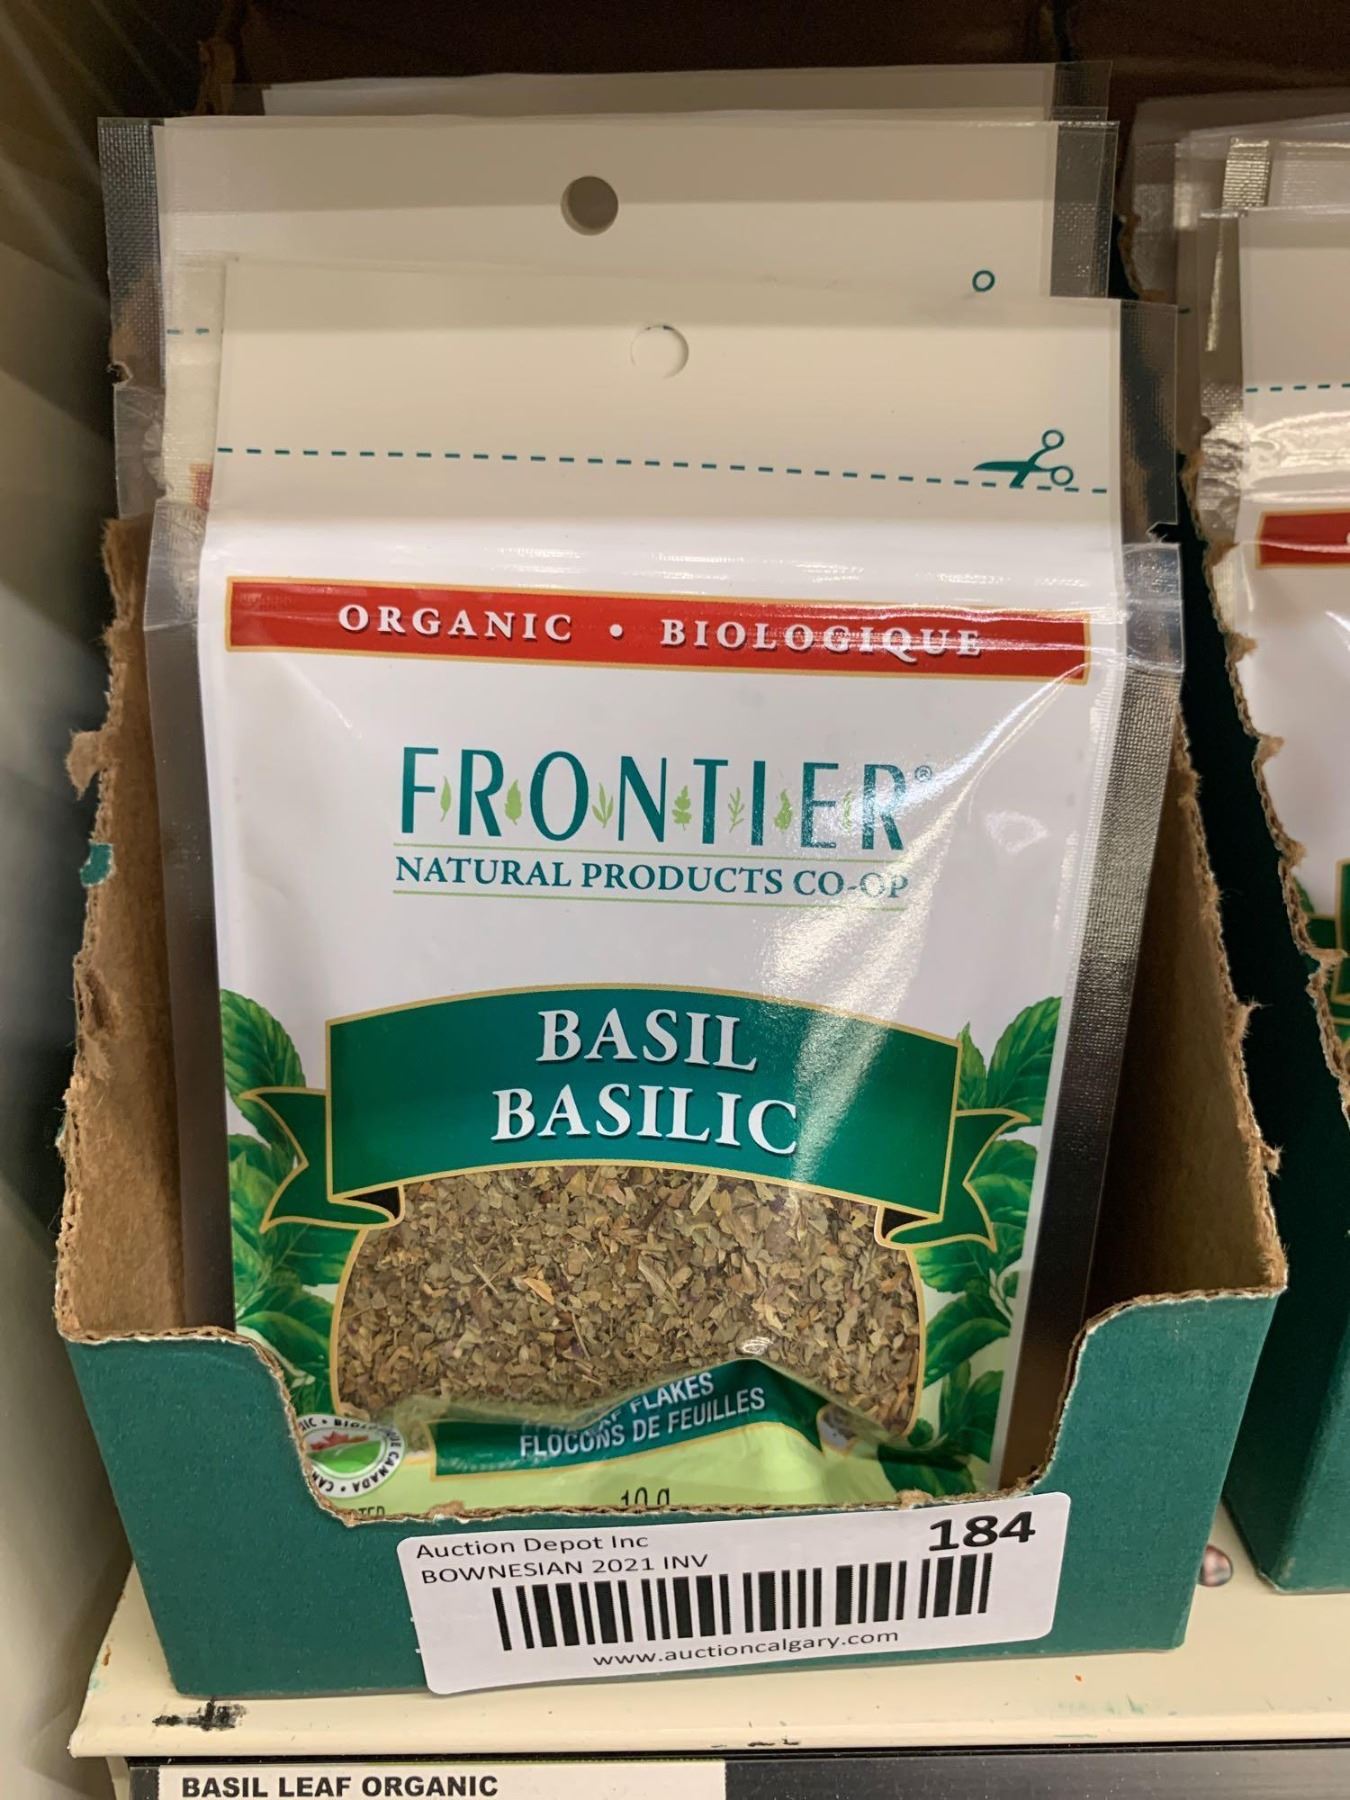 ORGANIC • BIOLOGIQUE
FRONTIER®
NATURAL PRODUCTS CO-OP
BASIL
BASILIC
FLAKES
FLOCONS DE FEUILLES
CANADA
10 g
Auction Depot Inc
184
BOWNESIAN 2021 INV
www.auctioncalgary.com
BASIL LEAF ORGANIC